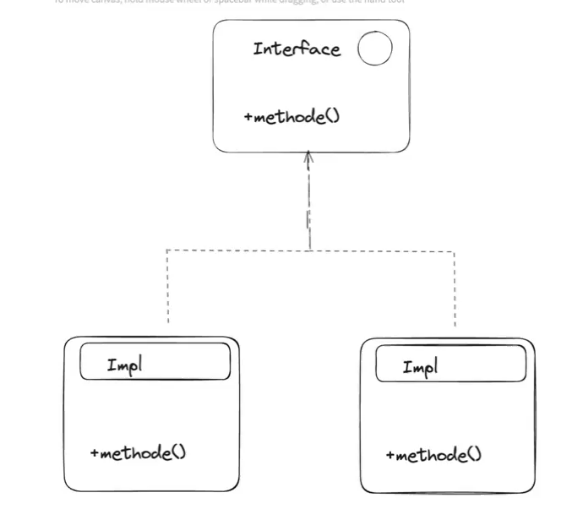 To move canvas, hold mouse wheel or spacebar while dragging, or use the hand tool
Interface
+methode()
Impl
Impl
+methode()
+methode()